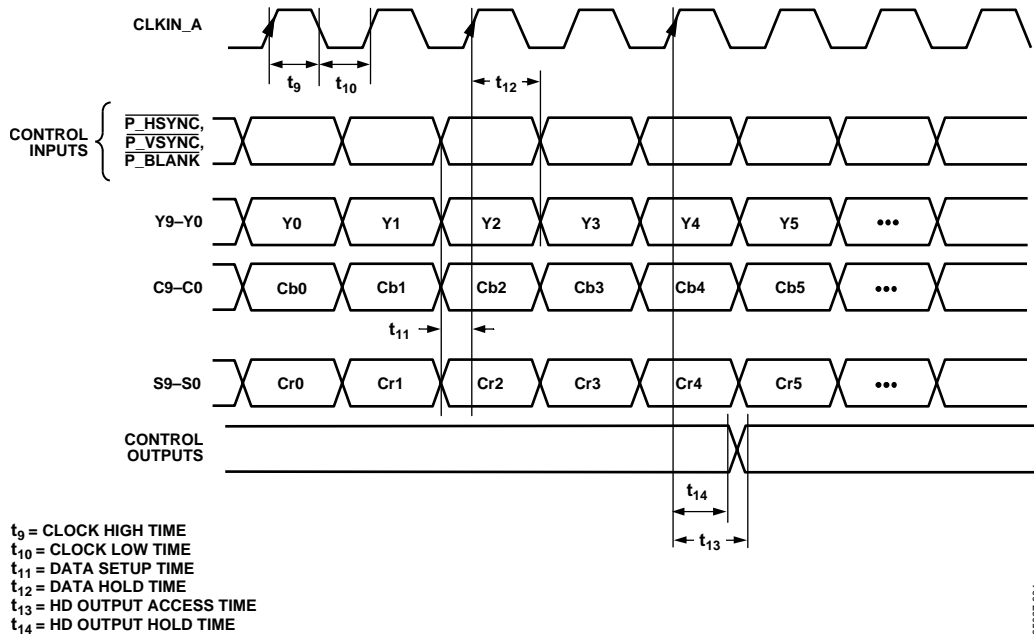 CLKIN_A
t9
t10
t12
CONTROL
INPUTS
P_HSYNC,
P_VSYNC,
P_BLANK
Y9–Y0
Y0
Y1
Y2
Y3
Y4
Y5
•••
C9–C0
Cb0
Cb1
Cb2
Cb3
Cb4
Cb5
•••
t11
S9–S0
Cr0
Cr1
Cr2
Cr3
Cr4
Cr5
•••
CONTROL
OUTPUTS
t14
t13
t9 = CLOCK HIGH TIME
t10 = CLOCK LOW TIME
t11 = DATA SETUP TIME
t12 = DATA HOLD TIME
t13 = HD OUTPUT ACCESS TIME
t14 = HD OUTPUT HOLD TIME